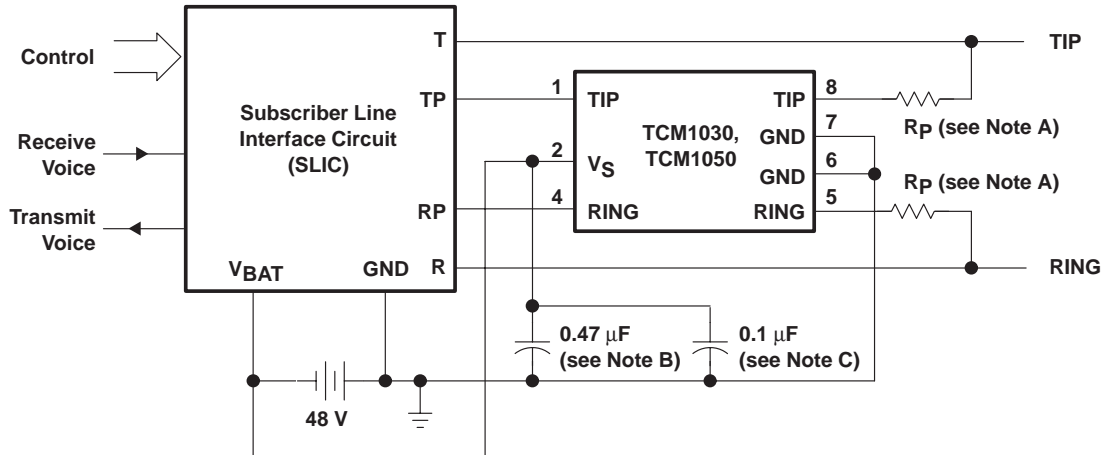 Control
Receive
Voice
Transmit
Voice
Subscriber Line
Interface Circuit
(SLIC)
T
TP
RP
R
VBAT
GND
1
2
4
TIP
VS
RING
TCM1030,
TCM1050
TIP
GND
GND
RING
8
7
6
5
TIP
RP (see Note A)
RP (see Note A)
RING
0.47 μF
(see Note B)
0.1 μF
(see Note C)
48 V